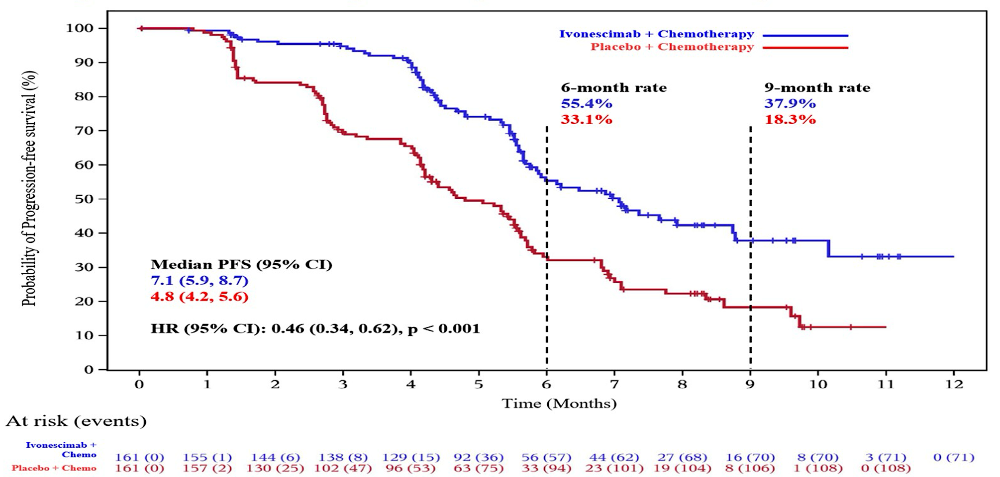 Probability of Progression-free survival (%)
100
90
80
70
60
50
40
30
20
10
0
Ivonescimab + Chemotherapy
Placebo + Chemotherapy
6-month rate
55.4%
33.1%
9-month rate
37.9%
18.3%
Median PFS (95% CI)
7.1 (5.9, 8.7)
4.8 (4.2, 5.6)
HR (95% CI): 0.46 (0.34, 0.62), p < 0.001
0 1 2 3 4 5 6 7 8 9 10 11 12
Time (Months)
At risk (events)
Ivonescimab +
Chemo 161 (0) 155 (1) 144 (6) 138 (8) 129 (15) 92 (36) 56 (57) 44 (62) 27 (68) 16 (70) 8 (70) 3 (71) 0 (71)
Placebo + Chemo 161 (0) 157 (2) 130 (25) 102 (47) 96 (53) 63 (75) 33 (94) 23 (101) 19 (104) 8 (106) 1 (108) 0 (108)